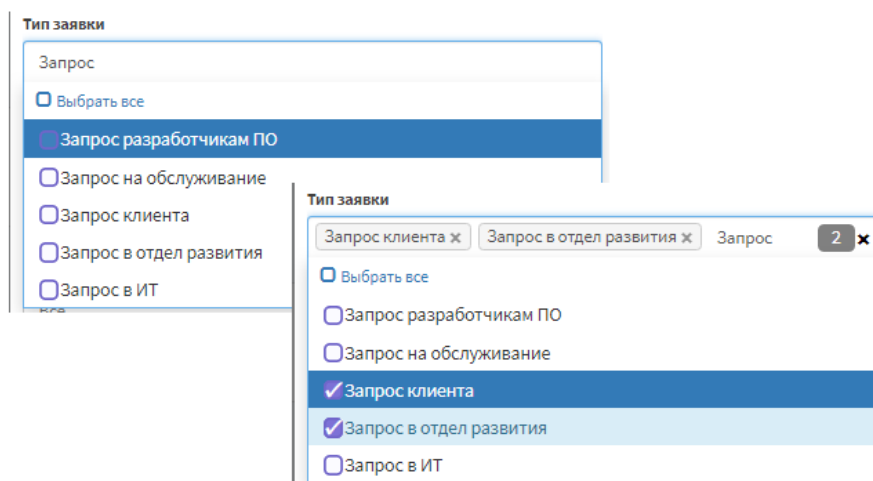 Тип заявки
Запрос
Выбрать все
Запрос разработчикам ПО
Запрос на обслуживание
Запрос клиента
Запрос в отдел развития
Запрос в ИТ
Все
Тип заявки
Запрос клиента × Запрос в отдел развития × Запрос 2 ×
Выбрать все
Запрос разработчикам ПО
Запрос на обслуживание
Запрос клиента
Запрос в отдел развития
Запрос в ИТ